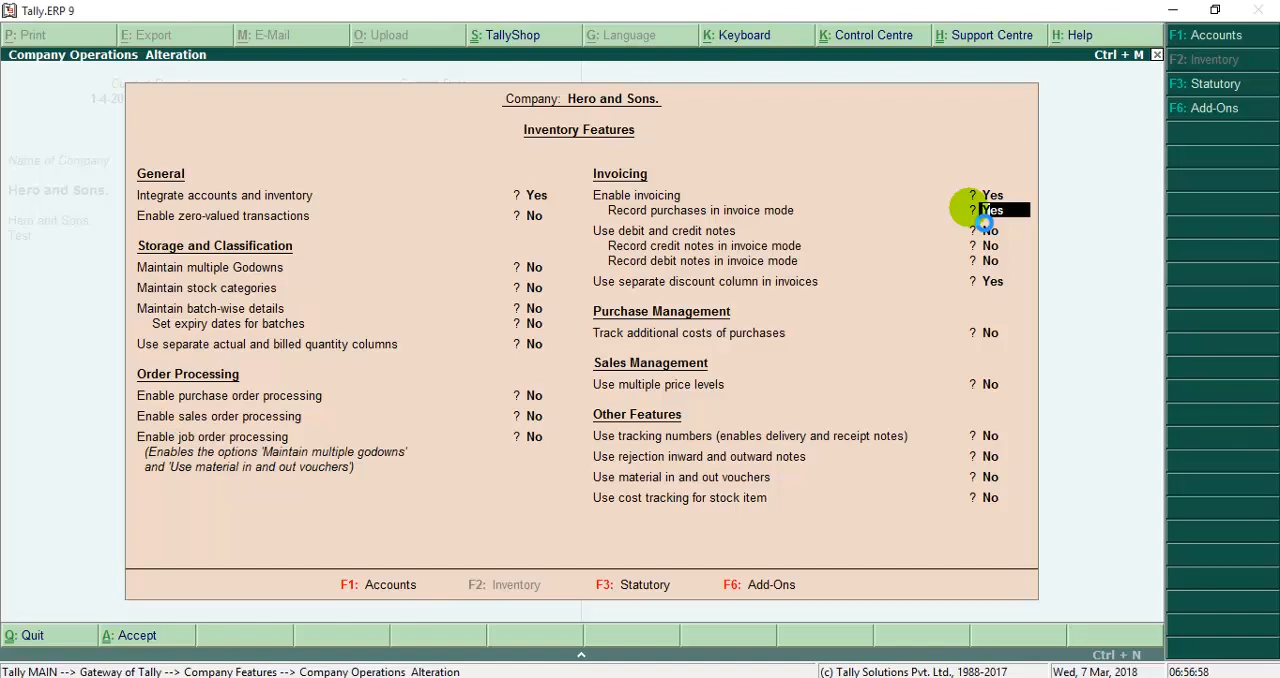 Tally.ERP 9
P: Print
E: Export
M: E-Mail
O: Upload
S: TallyShop
G: Language
K: Keyboard
K: Control Centre
H: Support Centre
H: Help
Company Operations Alteration
Ctrl + M
F1: Accounts
F2: Inventory
F3: Statutory
F6: Add-Ons
1-4-20
Name of Company
Hero and Sons.
Hero and Sons
Test
Company: Hero and Sons.
Inventory Features
General
Integrate accounts and inventory ? Yes
Enable zero-valued transactions ? No
Storage and Classification
Maintain multiple Godowns ? No
Maintain stock categories ? No
Maintain batch-wise details ? No
Set expiry dates for batches ? No
Use separate actual and billed quantity columns ? No
Order Processing
Enable purchase order processing ? No
Enable sales order processing ? No
Enable job order processing ? No
(Enables the options 'Maintain multiple godowns'
and 'Use material in and out vouchers')
Invoicing
Enable invoicing ? Yes
Record purchases in invoice mode ? Yes
Use debit and credit notes ? No
Record credit notes in invoice mode ? No
Record debit notes in invoice mode ? No
Use separate discount column in invoices ? Yes
Purchase Management
Track additional costs of purchases ? No
Sales Management
Use multiple price levels ? No
Other Features
Use tracking numbers (enables delivery and receipt notes) ? No
Use rejection inward and outward notes ? No
Use material in and out vouchers ? No
Use cost tracking for stock item ? No
F1: Accounts
F2: Inventory
F3: Statutory
F6: Add-Ons
Q: Quit
A: Accept
Ctrl + N
Tally MAIN --> Gateway of Tally --> Company Features --> Company Operations Alteration
(c) Tally Solutions Pvt. Ltd., 1988-2017
Wed, 7 Mar, 2018
06:56:58